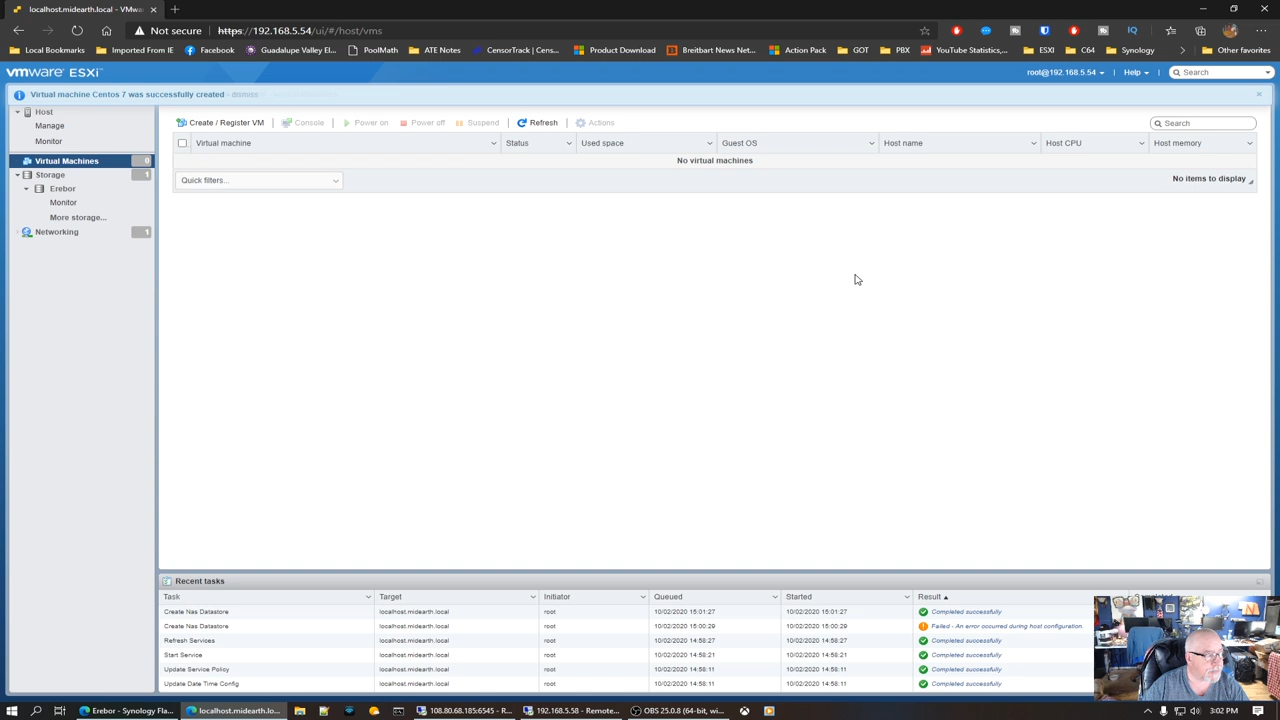 localhost.midearth.local - VMwa
Not secure
https://192.168.5.54/ui/#/host/vms
Local Bookmarks
Imported From IE
Facebook
Guadalupe Valley El...
PoolMath
ATE Notes
CensorTrack | Cens...
Product Download
Breitbart News Net...
Action Pack
GOT
PBX
YouTube Statistics,...
ESXI
C64
Synology
Other favorites
vmware ESXi™
root@192.168.5.54
Help
Search
Virtual machine Centos 7 was successfully created - dismiss
Host
Manage
Monitor
Virtual Machines 0
Storage 1
Erebor
Monitor
More storage...
Networking 1
Create / Register VM
Console
Power on
Power off
Suspend
Refresh
Actions
Search
Virtual machine
Status
Used space
Guest OS
Host name
Host CPU
Host memory
No virtual machines
Quick filters...
No items to display
Recent tasks
Task Target Initiator Queued Started Result
Create Nas Datastore localhost.midearth.local root 10/02/2020 15:01:27 10/02/2020 15:01:27 Completed successfully
Create Nas Datastore localhost.midearth.local root 10/02/2020 15:00:29 10/02/2020 15:00:29 Failed - An error occurred during host configuration.
Refresh Services localhost.midearth.local root 10/02/2020 14:58:27 10/02/2020 14:58:27 Completed successfully
Start Service localhost.midearth.local root 10/02/2020 14:58:21 10/02/2020 14:58:21 Completed successfully
Update Service Policy localhost.midearth.local root 10/02/2020 14:58:11 10/02/2020 14:58:11 Completed successfully
Update Date Time Config localhost.midearth.local root 10/02/2020 14:58:11 10/02/2020 14:58:11 Completed successfully
Erebor - Synology Fla...
localhost.midearth.lo...
108.80.68.185:6545 - R...
192.168.5.58 - Remote...
OBS 25.0.8 (64-bit, wi...
3:02 PM